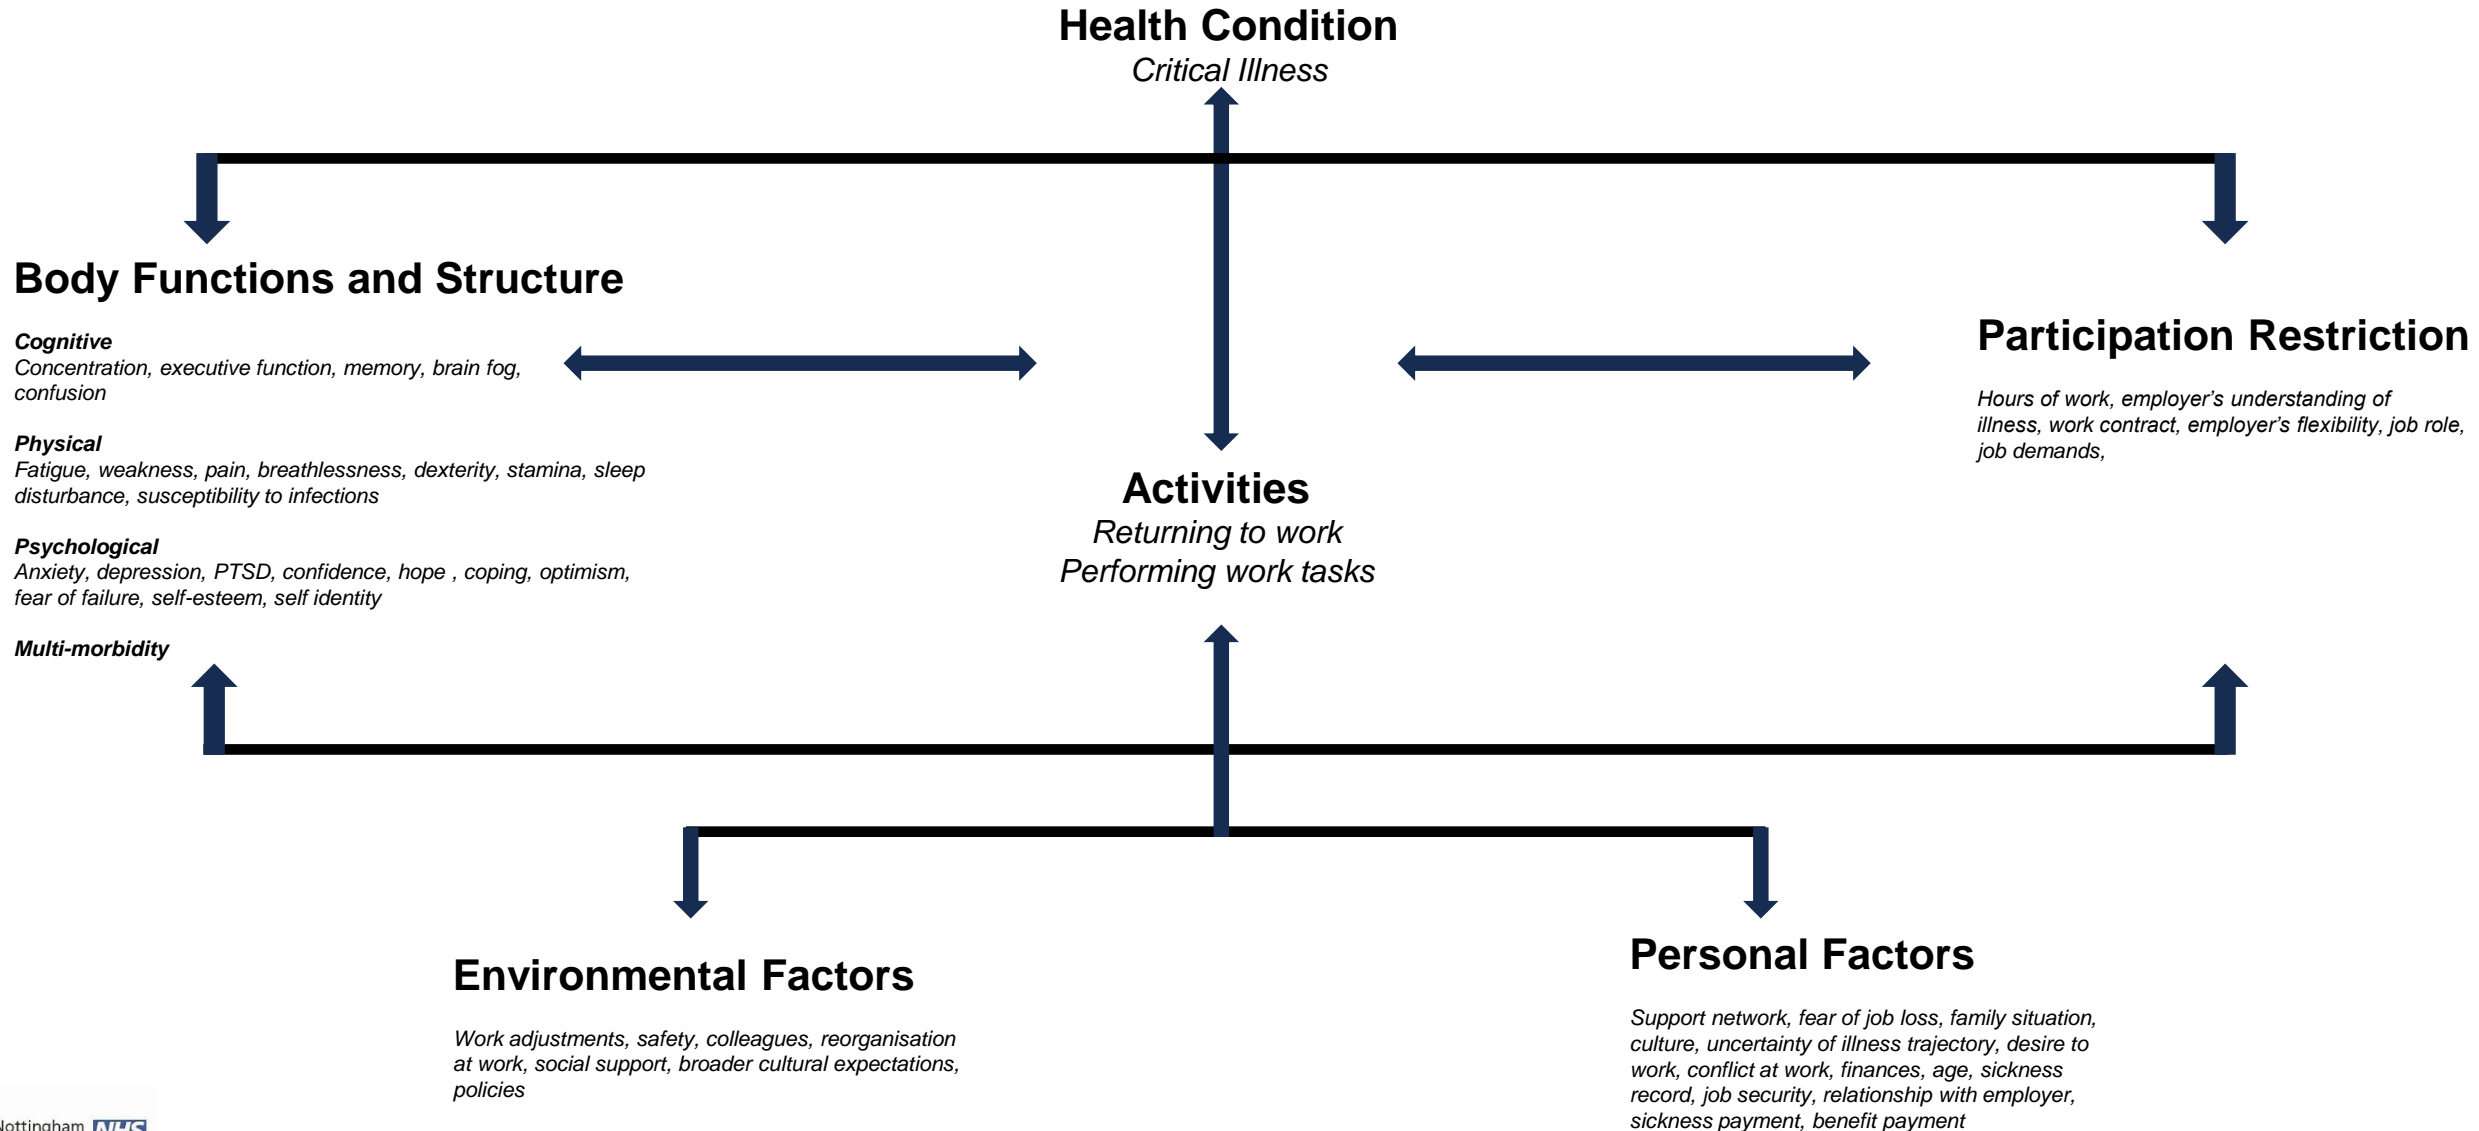 Health Condition
Critical Illness
Body Functions and Structure
Cognitive
Concentration, executive function, memory, brain fog,
confusion
Physical
Fatigue, weakness, pain, breathlessness, dexterity, stamina, sleep
disturbance, susceptibility to infections
Psychological
Anxiety, depression, PTSD, confidence, hope , coping, optimism,
fear of failure, self-esteem, self identity
Multi-morbidity
Activities
Returning to work
Performing work tasks
Participation Restriction
Hours of work, employer’s understanding of
illness, work contract, employer’s flexibility, job role,
job demands,
Environmental Factors
Work adjustments, safety, colleagues, reorganisation
at work, social support, broader cultural expectations,
policies
Personal Factors
Support network, fear of job loss, family situation,
culture, uncertainty of illness trajectory, desire to
work, conflict at work, finances, age, sickness
record, job security, relationship with employer,
sickness payment, benefit payment
Nottingham NHS